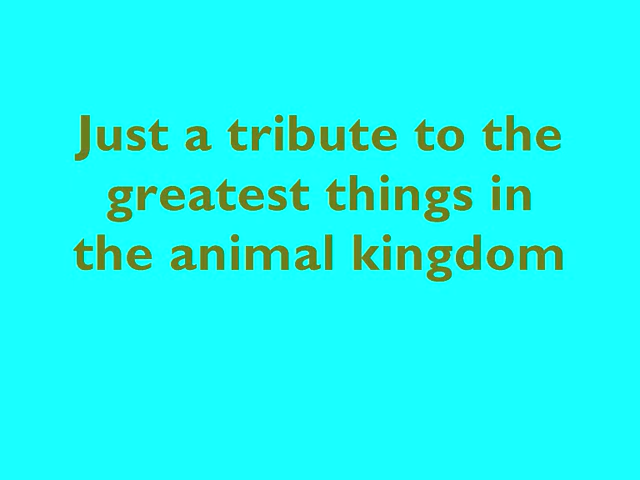 Just a tribute to the
greatest things in
the animal kingdom